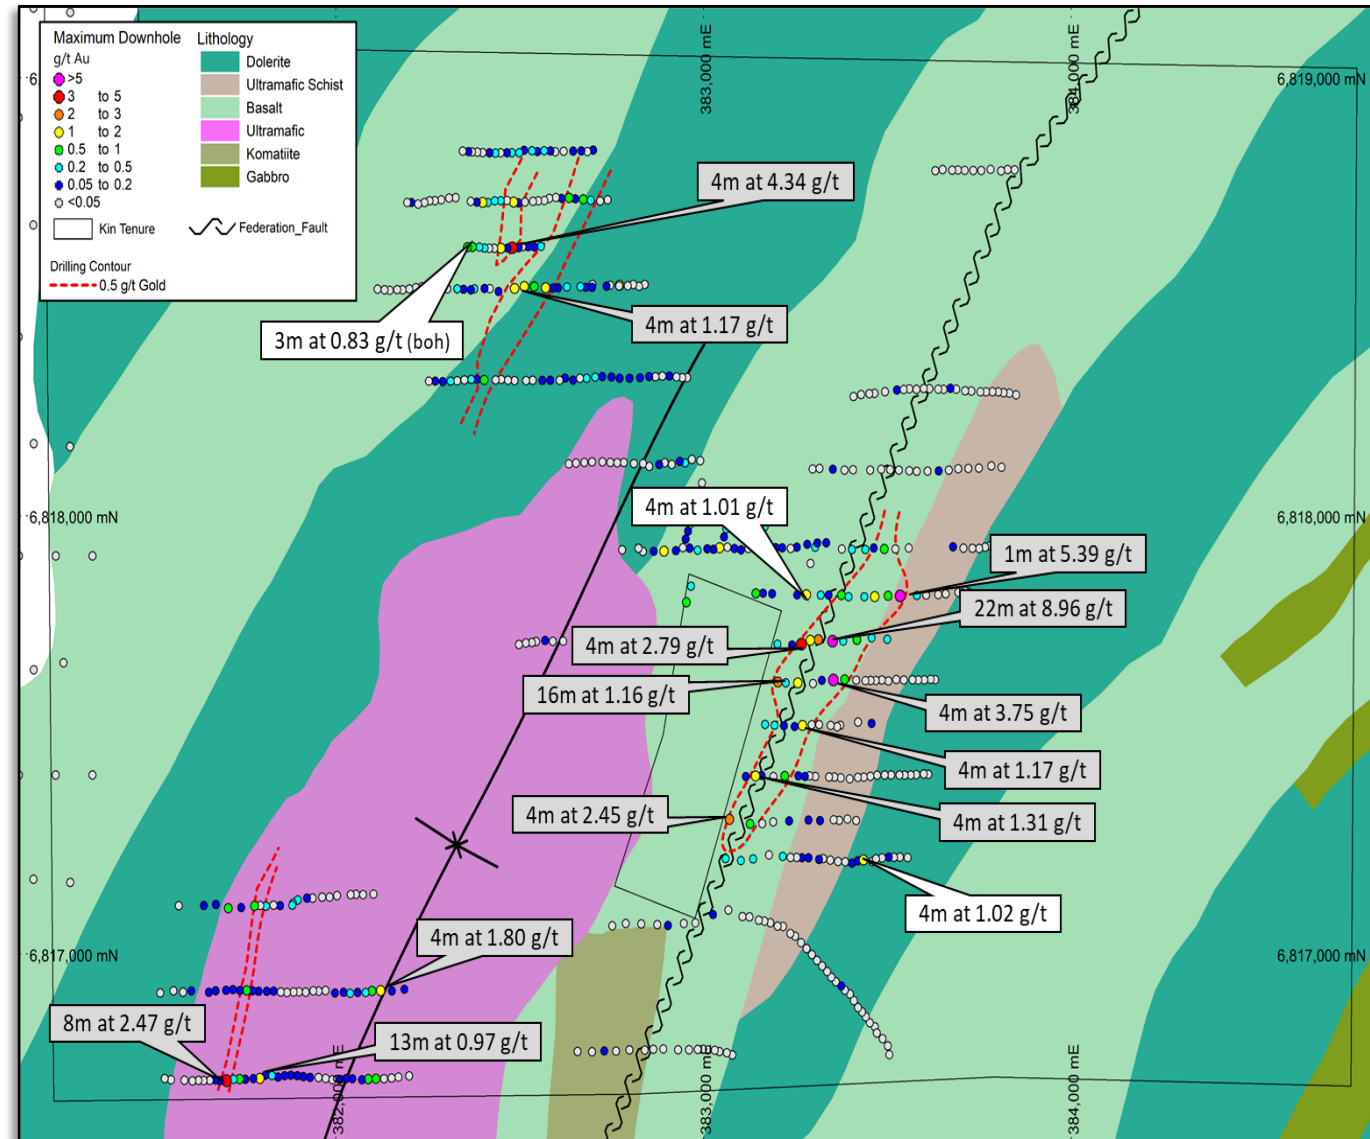 Maximum Downhole
g/t Au
>5
3 to 5
2 to 3
1 to 2
0.5 to 1
0.2 to 0.5
0.05 to 0.2
<0.05
Kin Tenure
Drilling Contour
0.5 g/t Gold
Lithology
Dolerite
Ultramafic Schist
Basalt
Ultramafic
Komatiite
Gabbro
Federation_Fault
383,000 mE
384,000 mE
6,819,000 mN
4m at 4.34 g/t
3m at 0.83 g/t (boh)
4m at 1.17 g/t
4m at 1.01 g/t
6,818,000 mN
6,818,000 mN
1m at 5.39 g/t
22m at 8.96 g/t
4m at 2.79 g/t
16m at 1.16 g/t
4m at 3.75 g/t
4m at 1.17 g/t
4m at 2.45 g/t
4m at 1.31 g/t
4m at 1.02 g/t
4m at 1.80 g/t
6,817,000 mN
6,817,000 mN
8m at 2.47 g/t
13m at 0.97 g/t
383,000 mE
384,000 mE